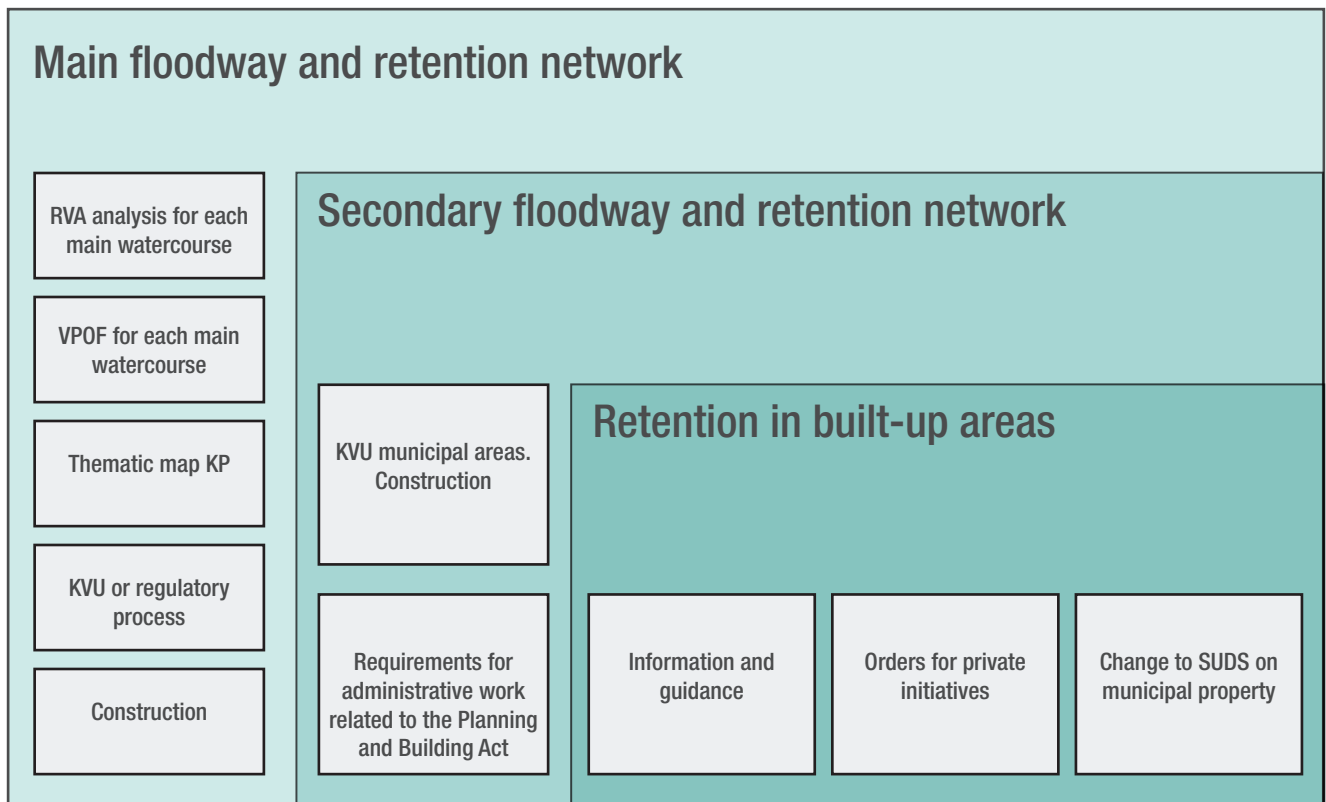 Main floodway and retention network
RVA analysis for each
main watercourse
VPOF for each main
watercourse
Thematic map KP
KVU or regulatory
process
Construction
Secondary floodway and retention network
KVU municipal areas.
Construction
Requirements for
administrative work
related to the Planning
and Building Act
Retention in built-up areas
Information and
guidance
Orders for private
initiatives
Change to SUDS on
municipal property